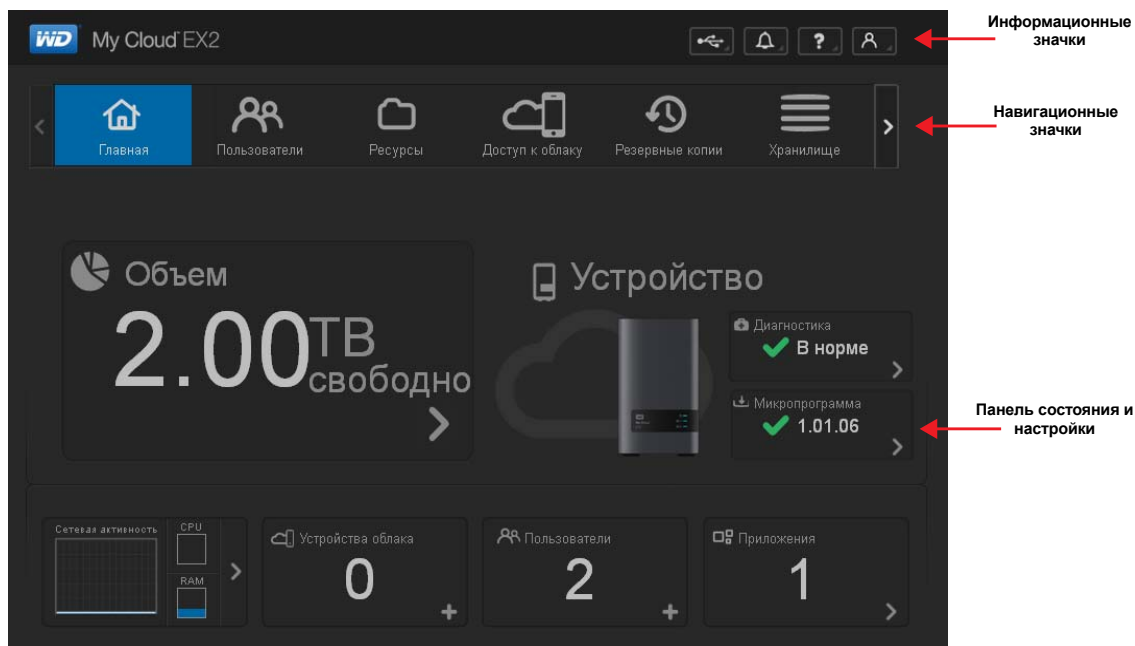 WD My Cloud EX2
?
Информационные
значки
Главная
Пользователи
Ресурсы
Доступ к облаку
Резервные копии
Хранилище
Навигационные
значки
Объем
2.00 ТВ
свободно
Устройство
Диагностика
В норме
Микропрограмма
1.01.06
Панель состояния и
настройки
Сетевая активность
CPU
RAM
Устройства облака
0
Пользователи
2
Приложения
1